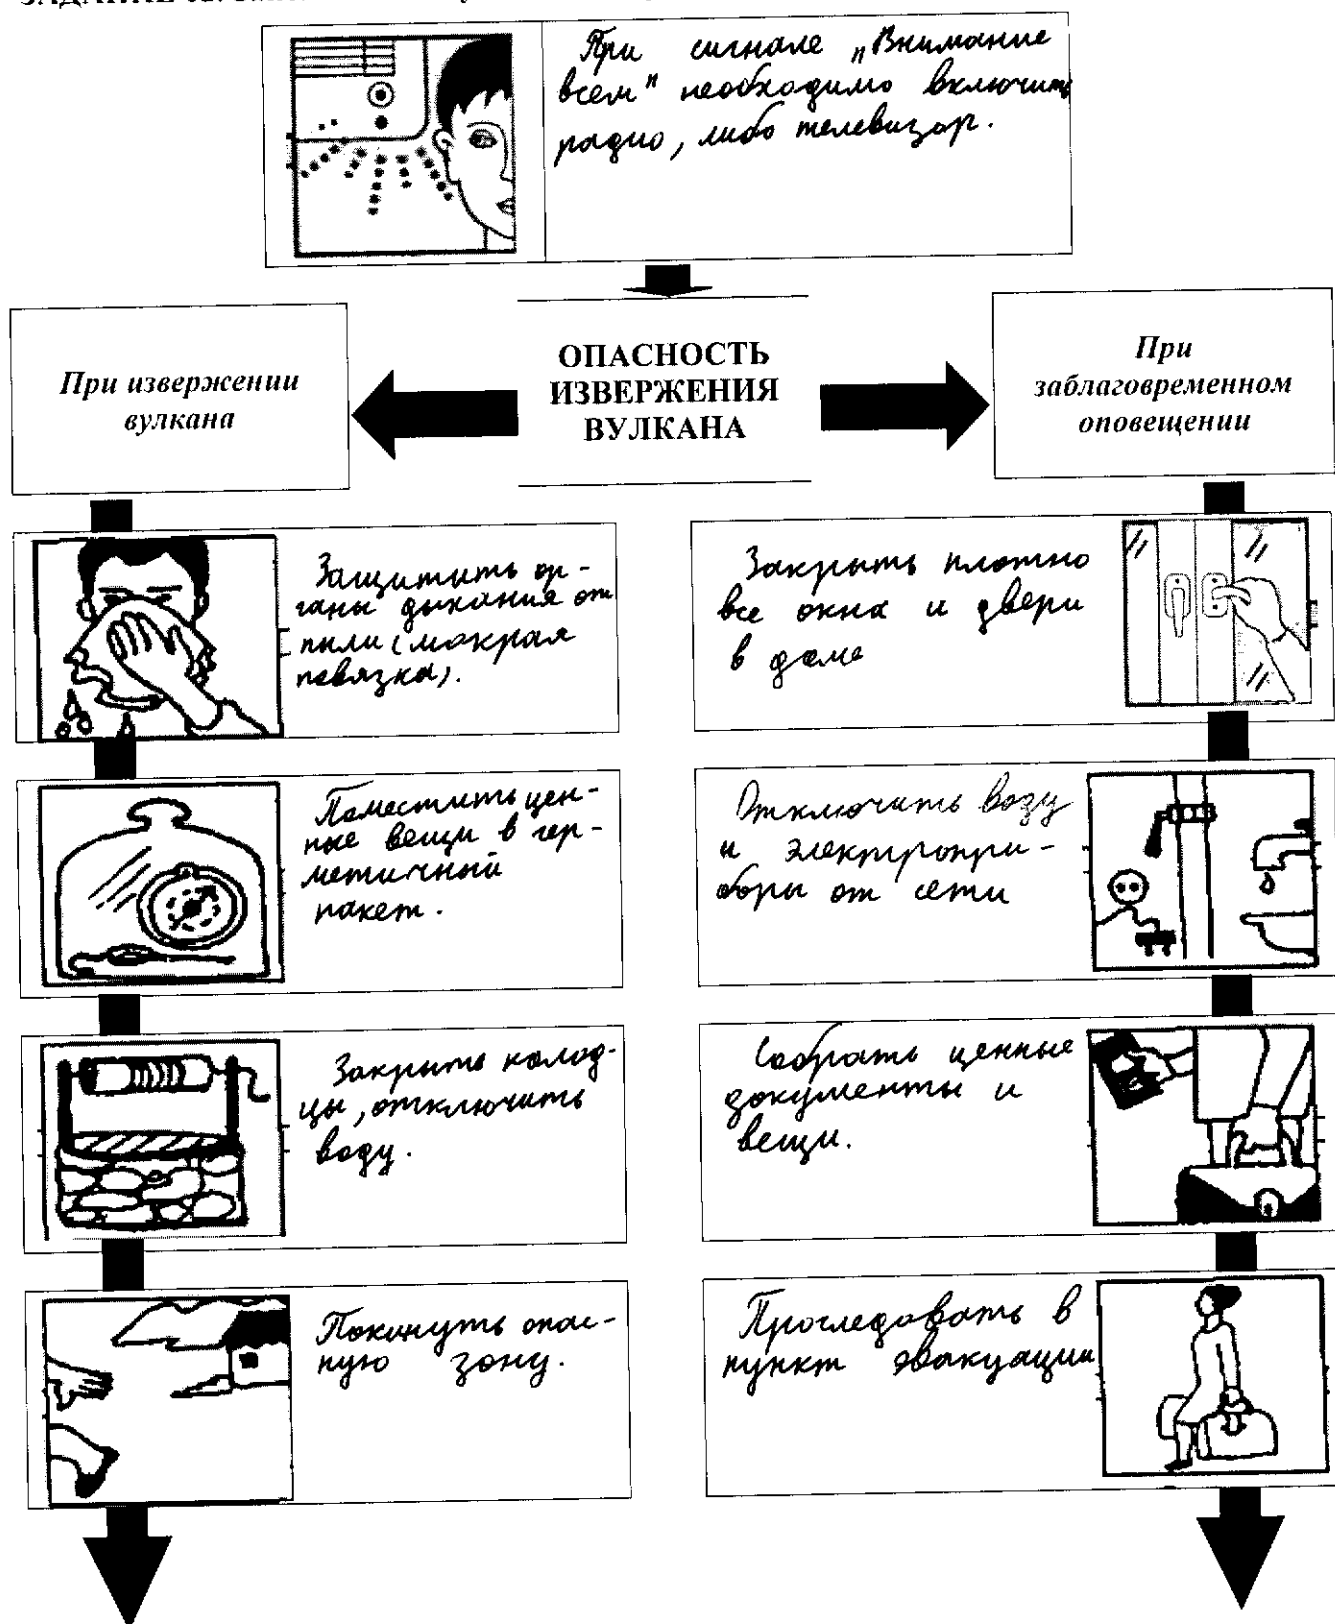 При сигнале „Внимание
всем" необходимо включить
радио, либо телевизор.
При извержении
вулкана
ОПАСНОСТЬ
ИЗВЕРЖЕНИЯ
ВУЛКАНА
При
заблаговременном
оповещении
Защитить ор-
ганы дыхания от
пыли (мокрая
повязка).
Закрыть плотно
все окна и двери
в доме
Поместить цен-
ные вещи в гер-
метичный
пакет.
Отключить воду
и электропри-
боры от сети
Закрыть колод-
цы, отключить
воду.
Собрать ценные
документы и
вещи.
Покинуть опас-
ную зону.
Проследовать в
пункт эвакуации